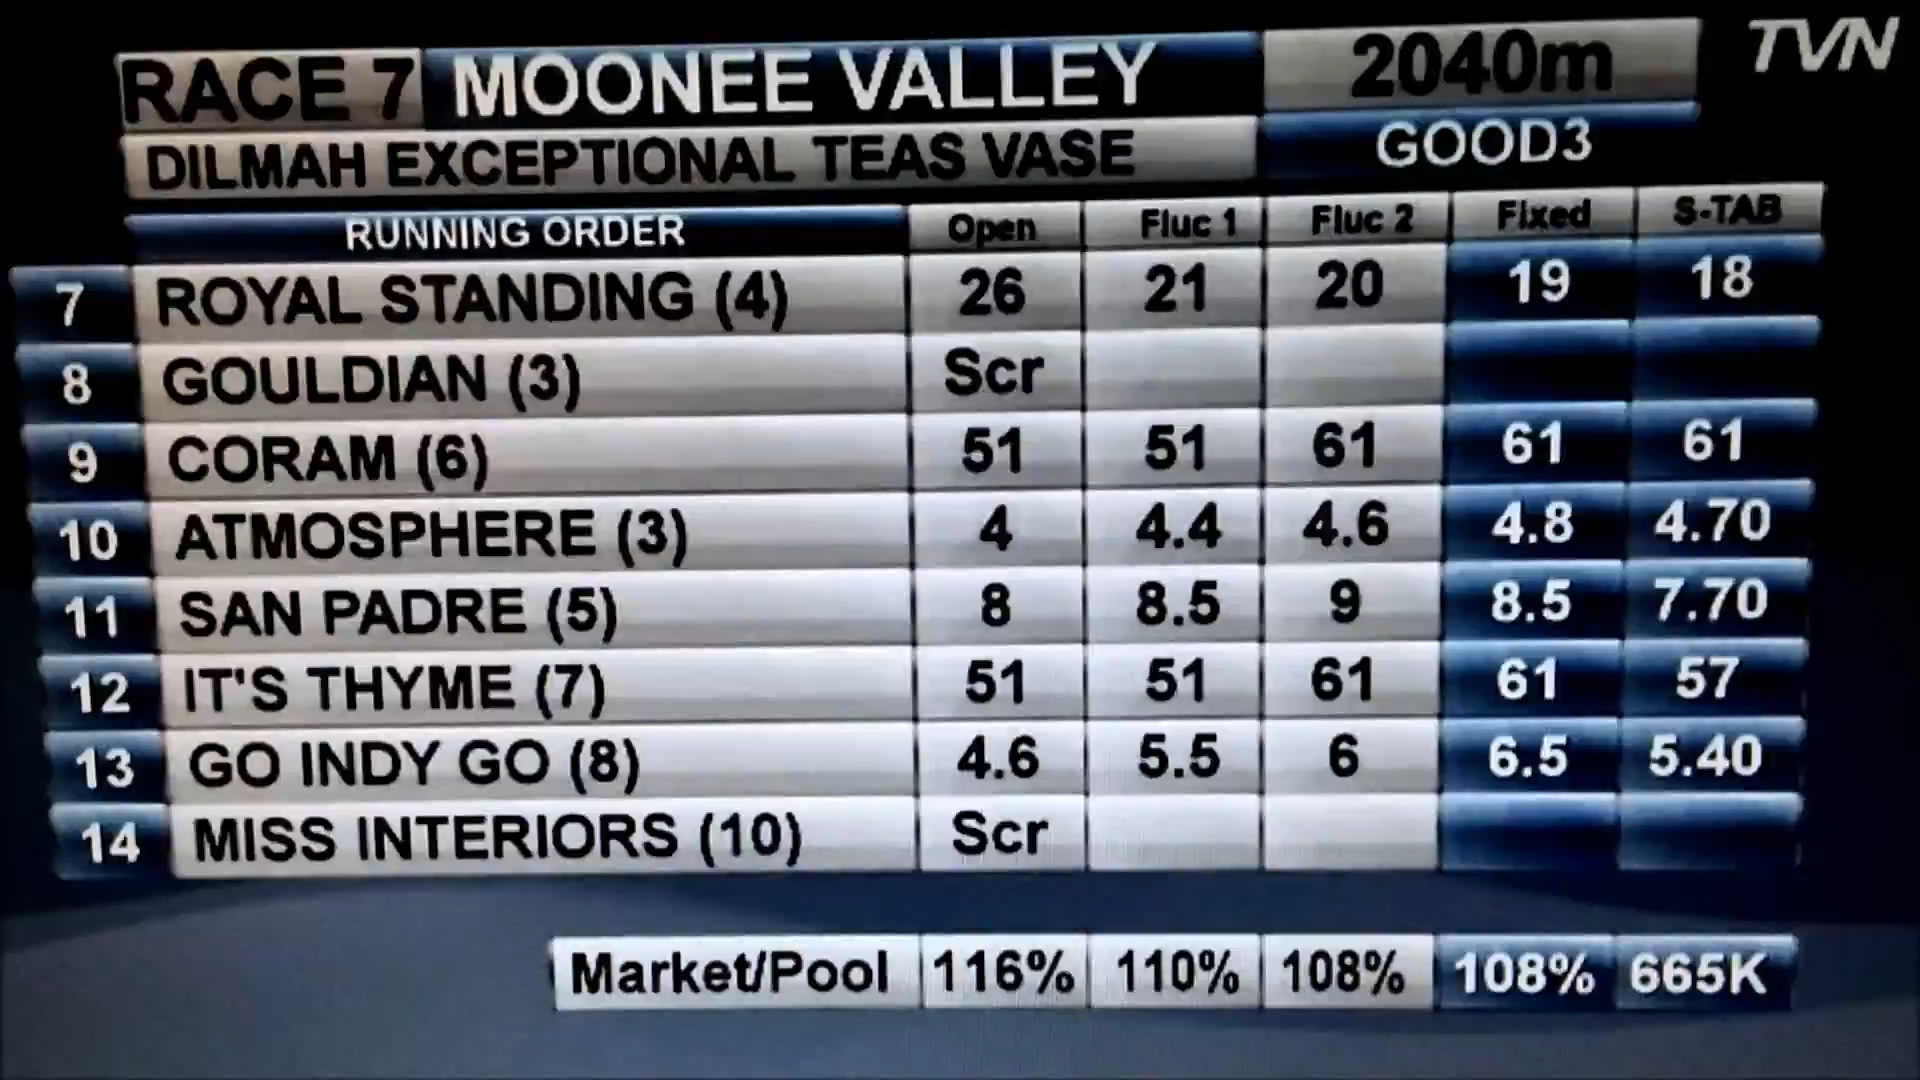 TVN
RACE 7 MOONEE VALLEY 2040m
DILMAH EXCEPTIONAL TEAS VASE GOOD3
RUNNING ORDER Open Fluc 1 Fluc 2 Fixed S-TAB
7 ROYAL STANDING (4) 26 21 20 19 18
8 GOULDIAN (3) Scr
9 CORAM (6) 51 51 61 61 61
10 ATMOSPHERE (3) 4 4.4 4.6 4.8 4.70
11 SAN PADRE (5) 8 8.5 9 8.5 7.70
12 IT'S THYME (7) 51 51 61 61 57
13 GO INDY GO (8) 4.6 5.5 6 6.5 5.40
14 MISS INTERIORS (10) Scr
Market/Pool 116% 110% 108% 108% 665K